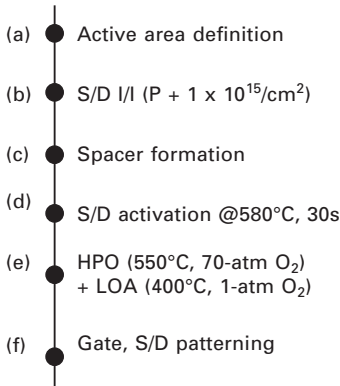 (a) Active area definition
(b) S/D I/I (P + 1 x 10¹⁵/cm²)
(c) Spacer formation
(d) S/D activation @580°C, 30s
(e) HPO (550°C, 70-atm O₂)
+ LOA (400°C, 1-atm O₂)
(f) Gate, S/D patterning